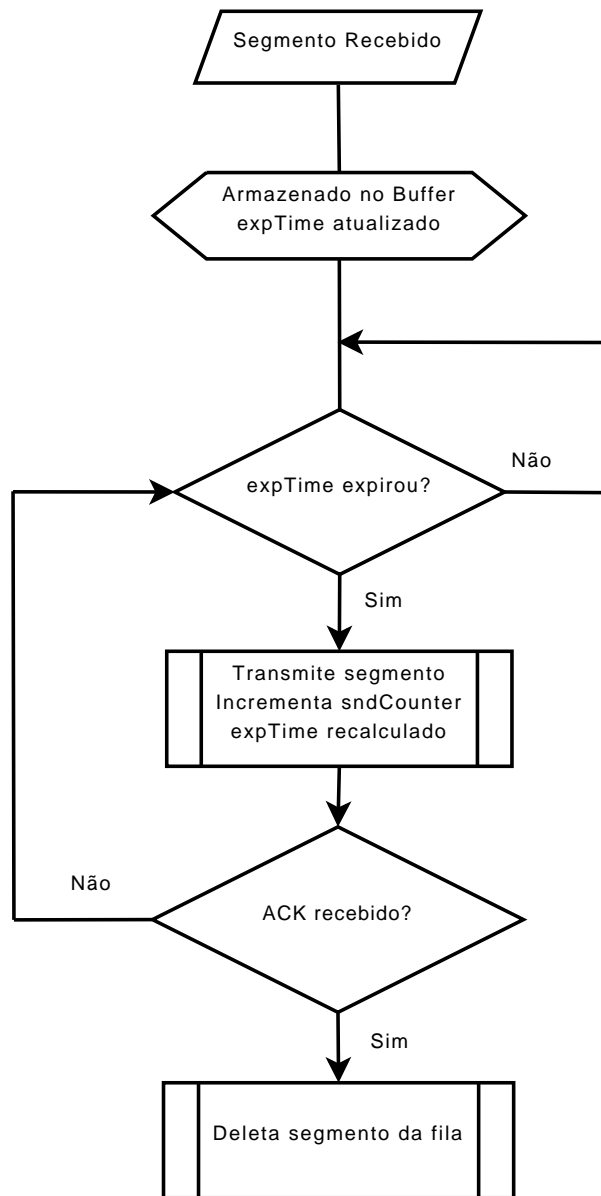 Segmento Recebido
Armazenado no Buffer
expTime atualizado
expTime expirou?
Não
Sim
Transmite segmento
Incrementa sndCounter
expTime recalculado
Não
ACK recebido?
Sim
Deleta segmento da fila